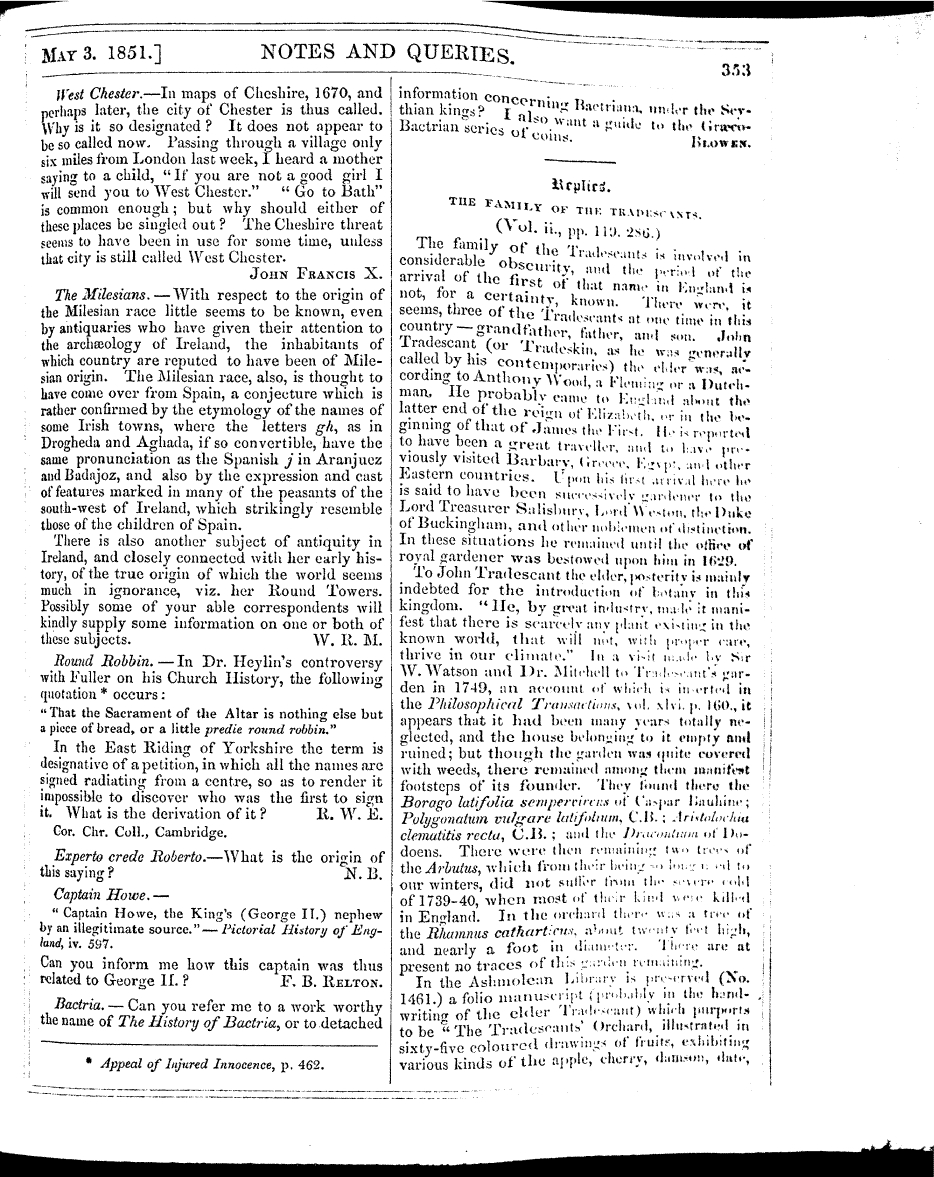 MAY 3. 1851.] NOTES AND QUERIES. 353
West Chester.—In maps of Cheshire, 1670, and
perhaps later, the city of Chester is thus called.
Why is it so designated? It does not appear to
be so called now. Passing through a village only
six miles from London last week, I heard a mother
saying to a child, "If you are not a good girl I
will send you to West Chester." "Go to Bath"
is common enough; but why should either of
these places be singled out? The Cheshire threat
seems to have been in use for some time, unless
that city is still called West Chester.
JOHN FRANCIS X.
The Milesians.—With respect to the origin of
the Milesian race little seems to be known, even
by antiquaries who have given their attention to
the archæology of Ireland, the inhabitants of
which country are reputed to have been of Mile-
sian origin. The Milesian race, also, is thought to
have come over from Spain, a conjecture which is
rather confirmed by the etymology of the names of
some Irish towns, where the letters gh, as in
Drogheda and Aghada, if so convertible, have the
same pronunciation as the Spanish j in Aranjuez
and Badajoz, and also by the expression and cast
of features marked in many of the peasants of the
south-west of Ireland, which strikingly resemble
those of the children of Spain.
There is also another subject of antiquity in
Ireland, and closely connected with her early his-
tory, of the true origin of which the world seems
much in ignorance, viz. her Round Towers.
Possibly some of your able correspondents will
kindly supply some information on one or both of
these subjects. W. R. M.
Round Robbin.—In Dr. Heylin's controversy
with Fuller on his Church History, the following
quotation * occurs:
"That the Sacrament of the Altar is nothing else but
a piece of bread, or a little predie round robbin."
In the East Riding of Yorkshire the term is
designative of a petition, in which all the names are
signed radiating from a centre, so as to render it
impossible to discover who was the first to sign
it. What is the derivation of it? R. W. E.
Cor. Chr. Coll., Cambridge.
Experto crede Roberto.—What is the origin of
this saying? N. B.
Captain Howe.—
"Captain Howe, the King's (George II.) nephew
by an illegitimate source."—Pictorial History of Eng-
land, iv. 597.
Can you inform me how this captain was thus
related to George II.? F. B. RELTON.
Bactria.—Can you refer me to a work worthy
the name of The History of Bactria, or to detached
* Appeal of Injured Innocence, p. 462.
information concerning Bactriana, under the Scy-
thian kings? I also want a guide to the Græco-
Bactrian series of coins. BLOWEN.
Replies.
THE FAMILY OF THE TRADESCANTS.
(Vol. ii., pp. 119. 286.)
The family of the Tradescants is involved in
considerable obscurity, and the period of the
arrival of the first of that name in England is
not, for a certainty, known. There were, it
seems, three of the Tradescants at one time in this
country—grandfather, father, and son. John
Tradescant (or Tradeskin, as he was generally
called by his contemporaries) the elder was, ac-
cording to Anthony Wood, a Fleming or a Dutch-
man. He probably came to England about the
latter end of the reign of Elizabeth, or in the be-
ginning of that of James the First. He is reported
to have been a great traveller, and to have pre-
viously visited Barbary, Greece, Egypt, and other
Eastern countries. Upon his first arrival here he
is said to have been successively gardener to the
Lord Treasurer Salisbury, Lord Weston, the Duke
of Buckingham, and other noblemen of distinction.
In these situations he remained until the office of
royal gardener was bestowed upon him in 1629.
To John Tradescant the elder, posterity is mainly
indebted for the introduction of botany in this
kingdom. "He, by great industry, made it mani-
fest that there is scarcely any plant existing in the
known world, that will not, with proper care,
thrive in our climate." In a visit made by Sir
W. Watson and Dr. Mitchell to Tradescant's gar-
den in 1749, an account of which is inserted in
the Philosophical Transactions, vol. xlvi. p. 160., it
appears that it had been many years totally ne-
glected, and the house belonging to it empty and
ruined; but though the garden was quite covered
with weeds, there remained among them manifest
footsteps of its founder. They found there the
Borago latifolia sempervirens of Caspar Bauhine;
Polygonatum vulgare latifolium, C.B.; Aristolochia
clematitis recta, C.B.; and the Dracontium of Do-
doens. There were then remaining two trees of
the Arbutus, which from their being so long used to
our winters, did not suffer from the severe cold
of 1739-40, when most of their kind were killed
in England. In the orchard there was a tree of
the Rhamnus catharticus, about twenty feet high,
and nearly a foot in diameter. There are at
present no traces of this garden remaining.
In the Ashmolean Library is preserved (No.
1461.) a folio manuscript (probably in the hand-
writing of the elder Tradescant) which purports
to be "The Tradescants' Orchard, illustrated in
sixty-five coloured drawings of fruits, exhibiting
various kinds of the apple, cherry, damson, date,